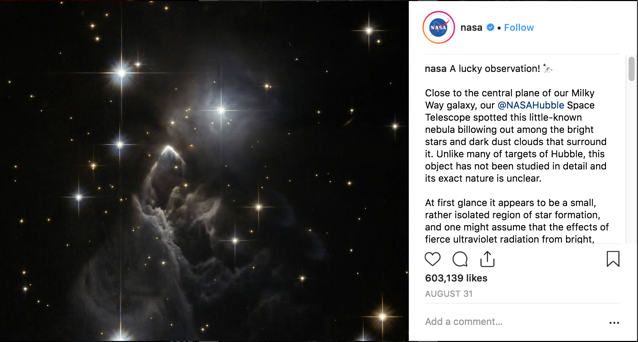 NASA
nasa • Follow
nasa A lucky observation! 🔭
Close to the central plane of our Milky
Way galaxy, our @NASAHubble Space
Telescope spotted this little-known
nebula billowing out among the bright
stars and dark dust clouds that surround
it. Unlike many of targets of Hubble, this
object has not been studied in detail and
its exact nature is unclear.
At first glance it appears to be a small,
rather isolated region of star formation,
and one might assume that the effects of
fierce ultraviolet radiation from bright,
603,139 likes
AUGUST 31
Add a comment...